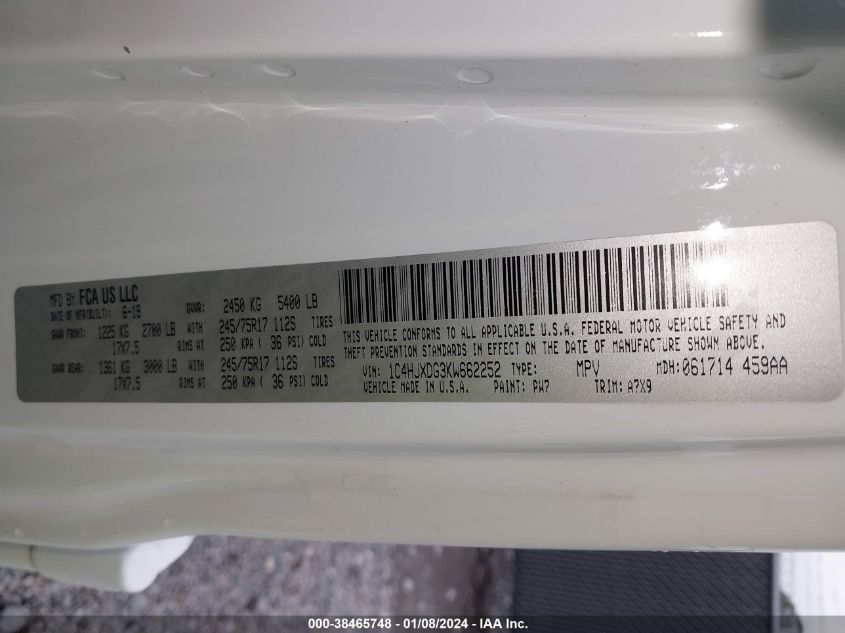 MFD BY FCA US LLC
DATE OF MFR(BUILT): 6-19 GVWR: 2450 KG 5400 LB
GAWR FRONT: 1225 KG 2700 LB WITH 245/75R17 112S TIRES
17X7.5 RIMS AT 250 KPA ( 36 PSI) COLD
GAWR REAR: 1361 KG 3000 LB WITH 245/75R17 112S TIRES
17X7.5 RIMS AT 250 KPA ( 36 PSI) COLD
THIS VEHICLE CONFORMS TO ALL APPLICABLE U.S.A. FEDERAL MOTOR VEHICLE SAFETY AND
THEFT PREVENTION STANDARDS IN EFFECT ON THE DATE OF MANUFACTURE SHOWN ABOVE.
VIN: 1C4HJXDG3KW662252 TYPE: MPV MDH: 061714 459AA
VEHICLE MADE IN U.S.A. PAINT: PW7 TRIM: A7X9
000-38465748 - 01/08/2024 - IAA Inc.